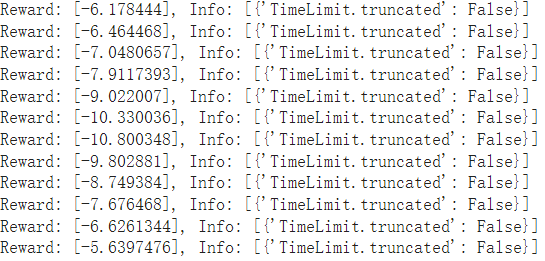 Reward: [-6.178444], Info: [{'TimeLimit.truncated': False}]
Reward: [-6.464468], Info: [{'TimeLimit.truncated': False}]
Reward: [-7.0480657], Info: [{'TimeLimit.truncated': False}]
Reward: [-7.9117393], Info: [{'TimeLimit.truncated': False}]
Reward: [-9.022007], Info: [{'TimeLimit.truncated': False}]
Reward: [-10.330036], Info: [{'TimeLimit.truncated': False}]
Reward: [-10.800348], Info: [{'TimeLimit.truncated': False}]
Reward: [-9.802881], Info: [{'TimeLimit.truncated': False}]
Reward: [-8.749384], Info: [{'TimeLimit.truncated': False}]
Reward: [-7.676468], Info: [{'TimeLimit.truncated': False}]
Reward: [-6.6261344], Info: [{'TimeLimit.truncated': False}]
Reward: [-5.6397476], Info: [{'TimeLimit.truncated': False}]